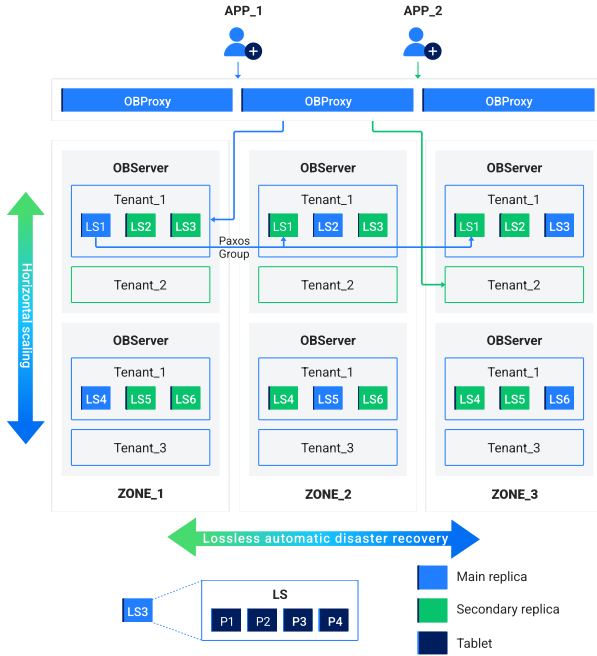 APP_1
APP_2
OBProxy
OBProxy
OBProxy
OBServer
OBServer
OBServer
Tenant_1
Tenant_1
Tenant_1
LS1 LS2 LS3
LS1 LS2 LS3
LS1 LS2 LS3
Paxos
Group
Tenant_2
Tenant_2
Tenant_2
Horizontal scaling
OBServer
OBServer
OBServer
Tenant_1
Tenant_1
Tenant_1
LS4 LS5 LS6
LS4 LS5 LS6
LS4 LS5 LS6
Tenant_3
Tenant_3
Tenant_3
ZONE_1
ZONE_2
ZONE_3
Lossless automatic disaster recovery
LS3
LS
P1 P2 P3 P4
Main replica
Secondary replica
Tablet